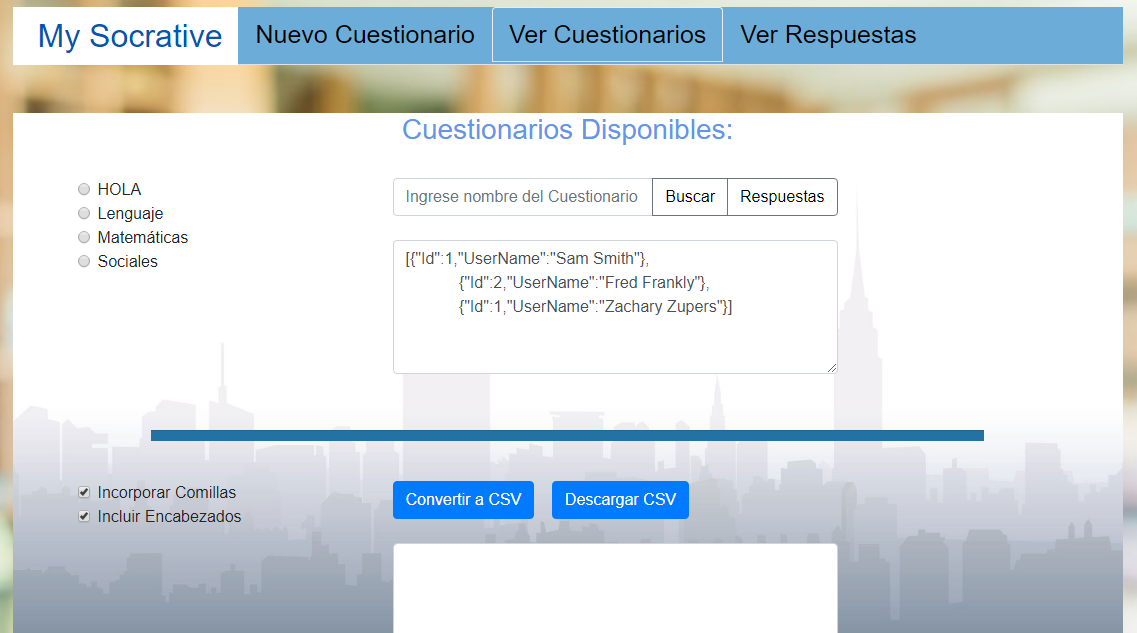 My Socrative Nuevo Cuestionario Ver Cuestionarios Ver Respuestas
Cuestionarios Disponibles:
HOLA
Lenguaje
Matemáticas
Sociales
Ingrese nombre del Cuestionario Buscar Respuestas
[{"Id":1,"UserName":"Sam Smith"},
{"Id":2,"UserName":"Fred Frankly"},
{"Id":1,"UserName":"Zachary Zupers"}]
Incorporar Comillas
Incluir Encabezados
Convertir a CSV Descargar CSV